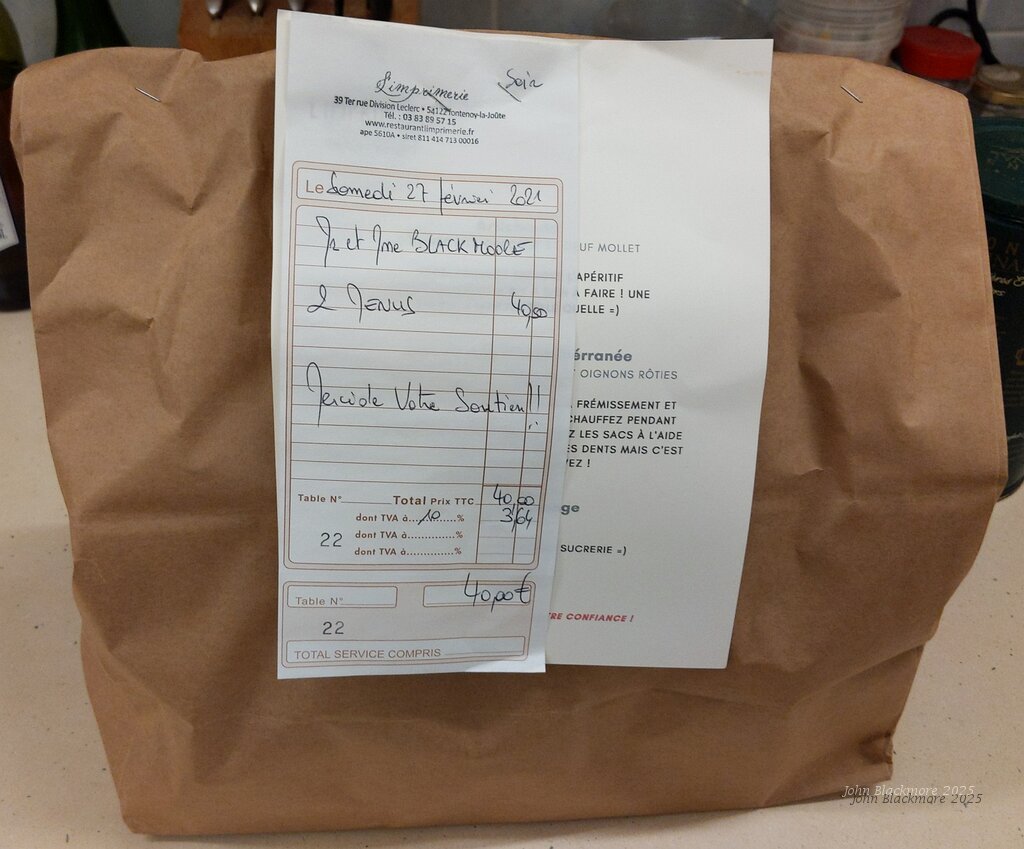 L'imprimerie
Soir
39 Ter rue Division Leclerc • 54122 Fontenoy-la-Joûte
Tél. : 03 83 89 57 15
www.restaurantlimprimerie.fr
ape 5610A • siret 811 414 713 00016
Le Samedi 27 février 2021
Mr et Mme BLACKMOORE
2 MENUS 40,00
Merci de Votre Soutien !!
Table N° Total Prix TTC 40,00
dont TVA à...10...% 3,64
22 dont TVA à............%
dont TVA à............%
Table N° 40,00€
22
TOTAL SERVICE COMPRIS
UF MOLLET
APÉRITIF
À FAIRE ! UNE
UELLE =)
érranée
T OIGNONS RÔTIES
FRÉMISSEMENT ET
CHAUFFEZ PENDANT
Z LES SACS À L'AIDE
ES DENTS MAIS C'EST
VEZ !
ge
SUCRERIE =)
TRE CONFIANCE !
John Blackmore 2025
John Blackmore 2025